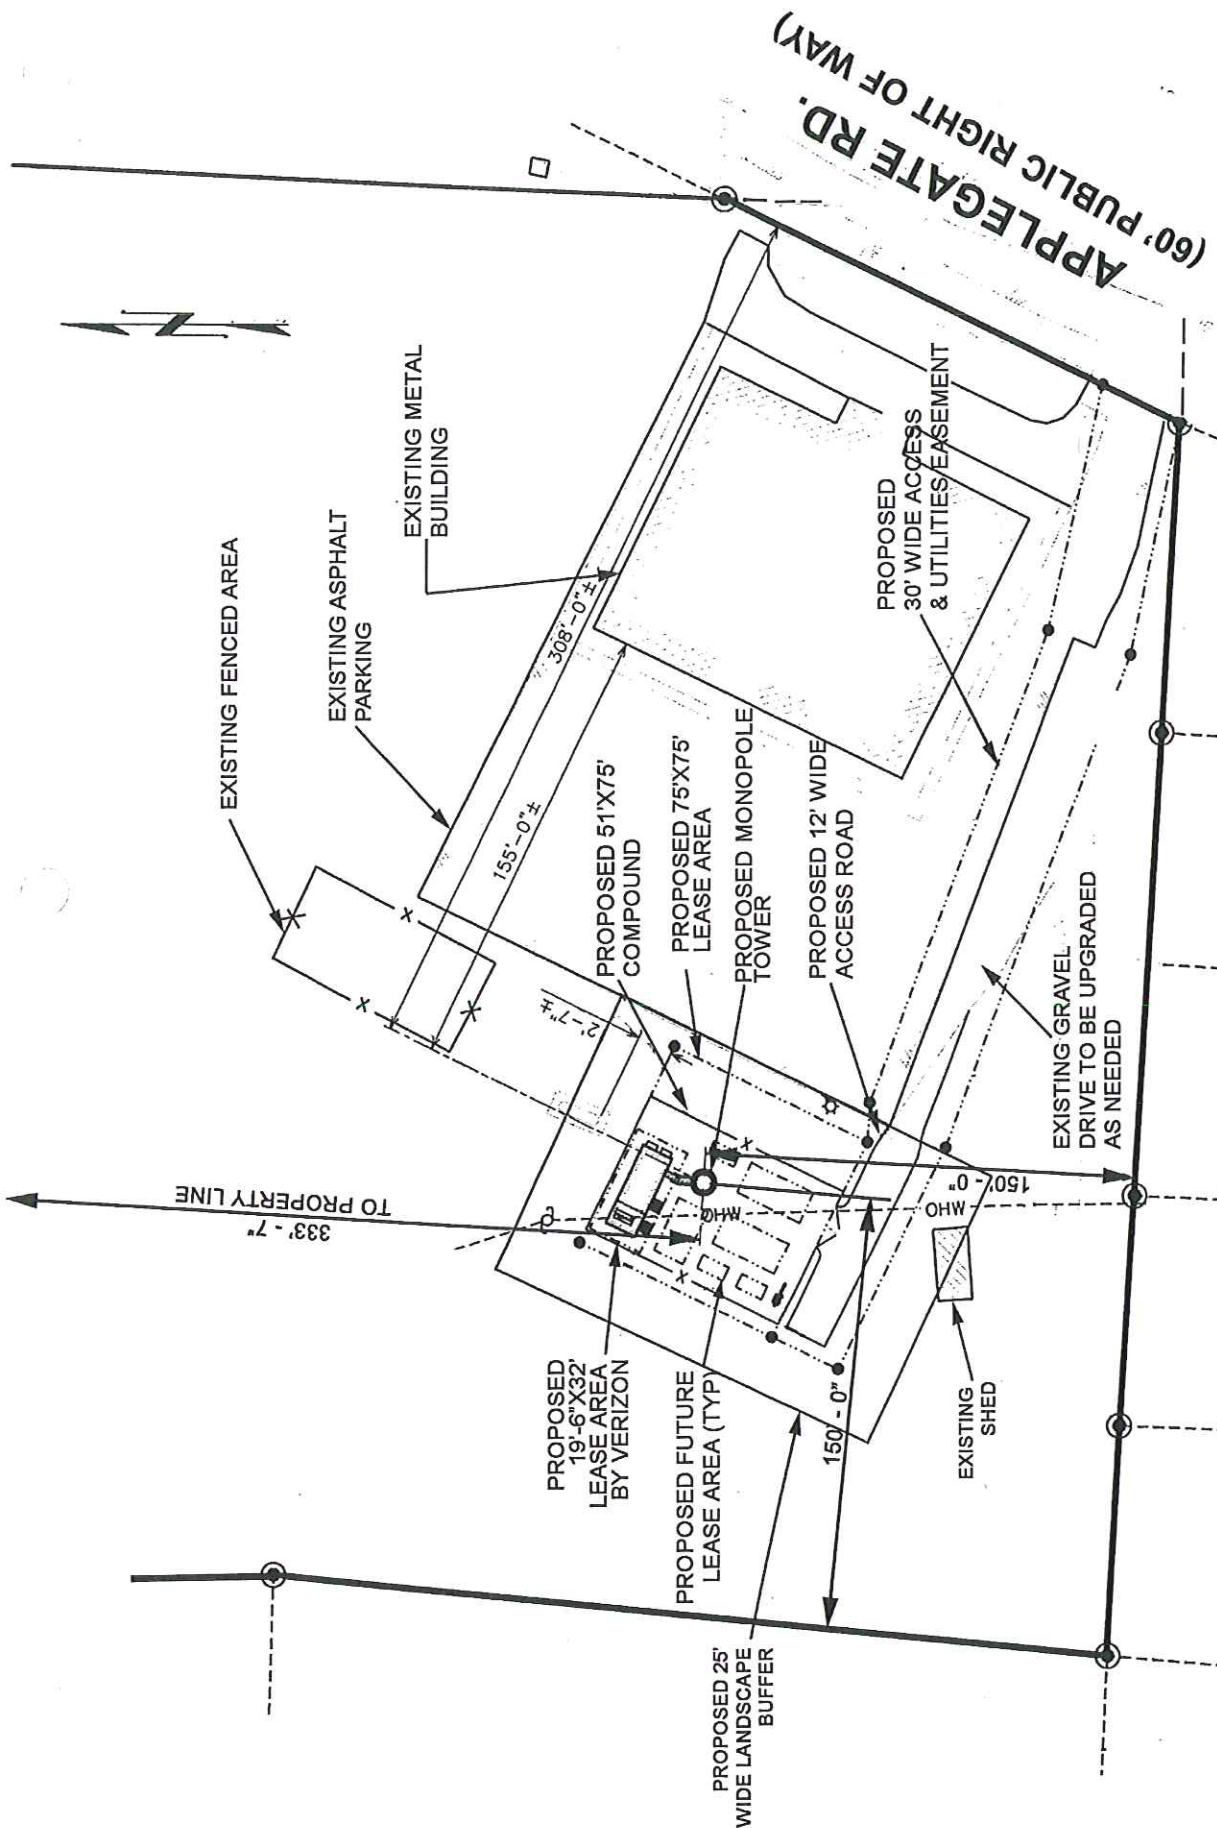 APPLEGATE RD.
(60' PUBLIC RIGHT OF WAY)
N
EXISTING FENCED AREA
EXISTING ASPHALT
PARKING
EXISTING METAL
BUILDING
308'-0"±
155'-0"±
PROPOSED 51'X75'
COMPOUND
PROPOSED 75'X75'
LEASE AREA
PROPOSED MONOPOLE
TOWER
PROPOSED 12' WIDE
ACCESS ROAD
PROPOSED
30' WIDE ACCESS
& UTILITIES EASEMENT
EXISTING GRAVEL
DRIVE TO BE UPGRADED
AS NEEDED
2'-7"±
333' - 7"
TO PROPERTY LINE
150'- 0"
OHW
OHW
150' - 0"
PROPOSED
19'-6"X32'
LEASE AREA
BY VERIZON
PROPOSED FUTURE
LEASE AREA (TYP)
EXISTING
SHED
PROPOSED 25'
WIDE LANDSCAPE
BUFFER